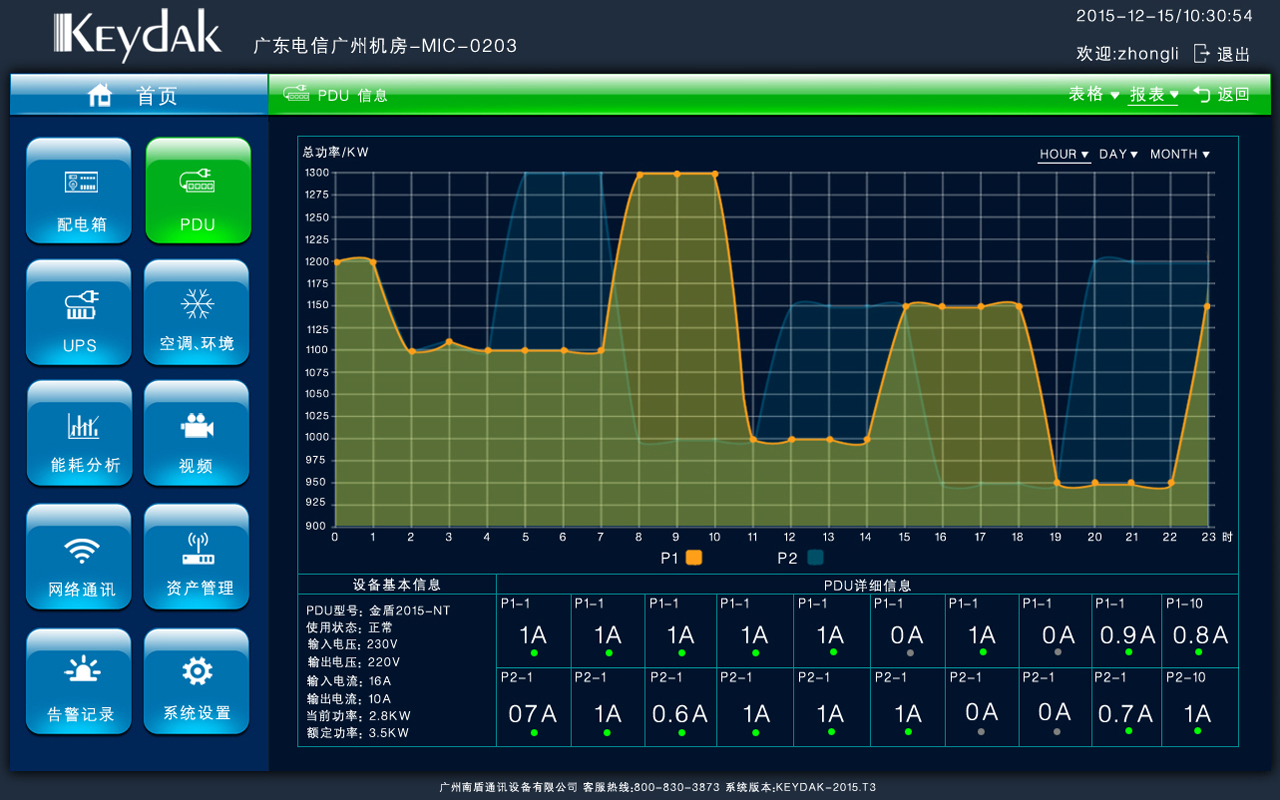 KEydAK
广东电信广州机房-MIC-0203
2015-12-15/10:30:54
欢迎:zhongli 退出
首页
PDU 信息
表格 ▼ 报表▼ 返回
配电箱
PDU
UPS
空调、环境
能耗分析
视频
网络通讯
资产管理
告警记录
系统设置
总功率/KW
HOUR▼ DAY▼ MONTH▼
1300
1275
1250
1225
1200
1175
1150
1125
1100
1075
1050
1025
1000
975
950
925
900
0 1 2 3 4 5 6 7 8 9 10 11 12 13 14 15 16 17 18 19 20 21 22 23 时
P1 P2
设备基本信息
PDU型号: 金盾2015-NT
使用状态: 正常
输入电压: 230V
输出电压: 220V
输入电流: 16A
输出电流: 10A
当前功率: 2.8KW
额定功率: 3.5KW
PDU详细信息
P1-1 P1-1 P1-1 P1-1 P1-1 P1-1 P1-1 P1-1 P1-1 P1-10
1A 1A 1A 1A 1A 0A 1A 0A 0.9A 0.8A
P2-1 P2-1 P2-1 P2-1 P2-1 P2-1 P2-1 P2-1 P2-1 P2-10
07A 1A 0.6A 1A 1A 1A 0A 0A 0.7A 1A
广州南盾通讯设备有限公司 客服热线:800-830-3873 系统版本:KEYDAK-2015.T3